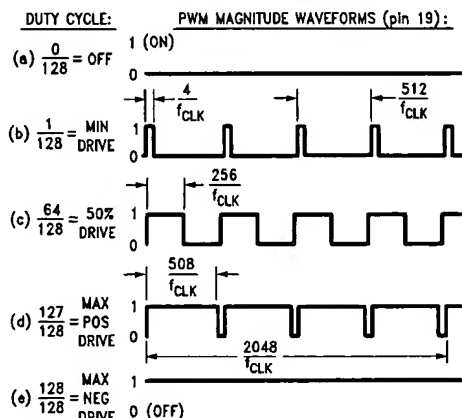 DUTY CYCLE: PWM MAGNITUDE WAVEFORMS (pin 19):
1 (ON)
(a) 0/128 = OFF
0
4/fCLK 512/fCLK
(b) 1/128 = MIN DRIVE
1
0
256/fCLK
(c) 64/128 = 50% DRIVE
1
0
508/fCLK
(d) 127/128 = MAX POS DRIVE
1
0
2048/fCLK
(e) 128/128 = MAX NEG DRIVE
1
0 (OFF)